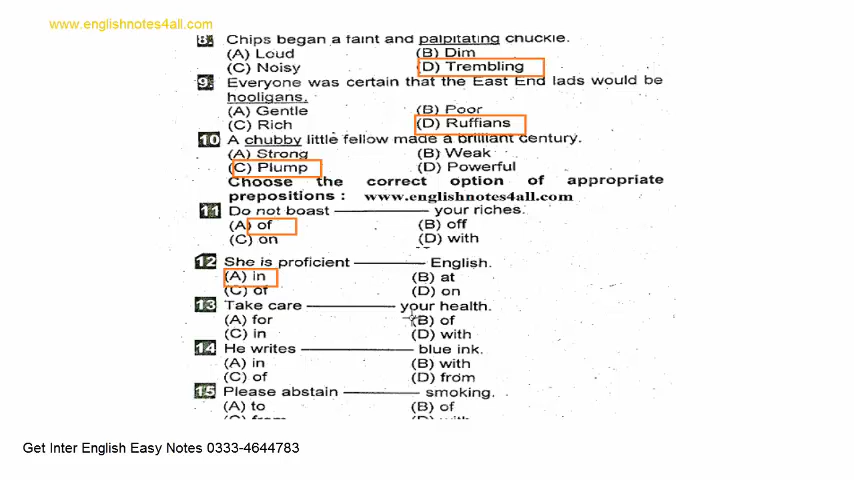 www.englishnotes4all.com
8 Chips began a faint and palpitating chuckle.
(A) Loud (B) Dim
(C) Noisy (D) Trembling
9 Everyone was certain that the East End lads would be
hooligans.
(A) Gentle (B) Poor
(C) Rich (D) Ruffians
10 A chubby little fellow made a brilliant century.
(A) Strong (B) Weak
(C) Plump (D) Powerful
Choose the correct option of appropriate
prepositions : www.englishnotes4all.com
11 Do not boast ———— your riches.
(A) of (B) off
(C) on (D) with
12 She is proficient ———— English.
(A) in (B) at
(C) of (D) on
13 Take care ———— your health.
(A) for (B) of
(C) in (D) with
14 He writes ———— blue ink.
(A) in (B) with
(C) of (D) from
15 Please abstain ———— smoking.
(A) to (B) of
(C) from (D) with
Get Inter English Easy Notes 0333-4644783